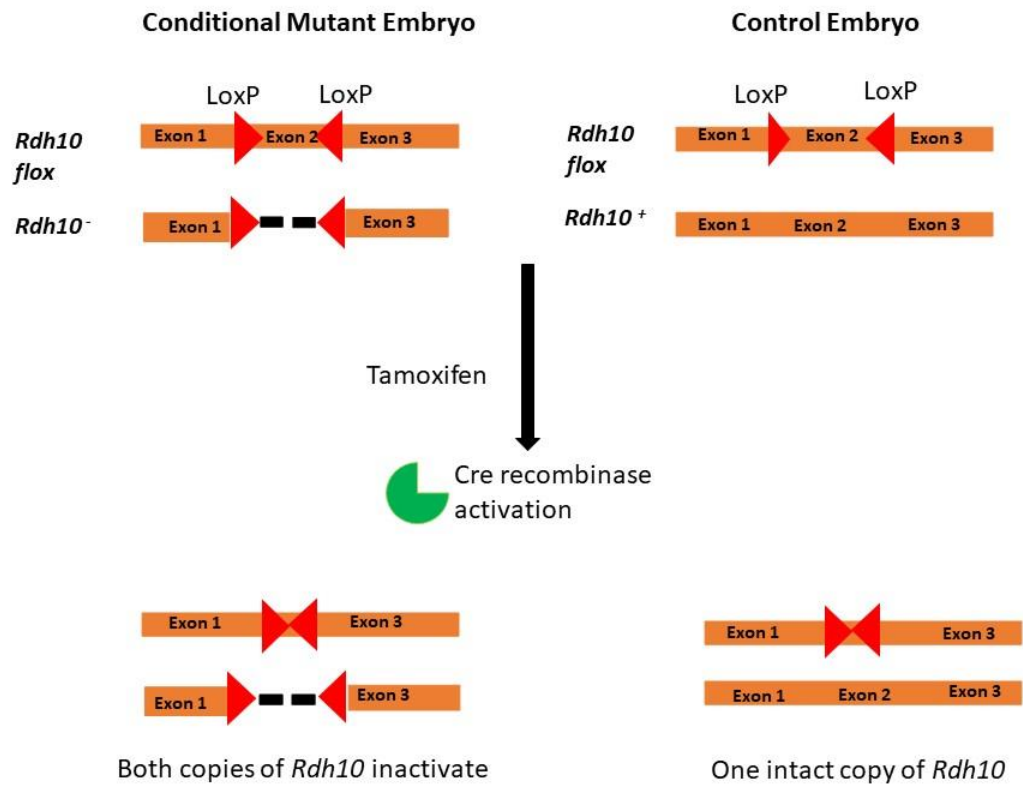 Conditional Mutant Embryo
Control Embryo
LoxP LoxP
LoxP LoxP
Rdh10 flox
Exon 1 Exon 2 Exon 3
Rdh10 flox
Exon 1 Exon 2 Exon 3
Rdh10 -
Exon 1 Exon 3
Rdh10 +
Exon 1 Exon 2 Exon 3
Tamoxifen
Cre recombinase
activation
Exon 1 Exon 3
Exon 1 Exon 3
Exon 1 Exon 3
Exon 1 Exon 2 Exon 3
Both copies of Rdh10 inactivate
One intact copy of Rdh10